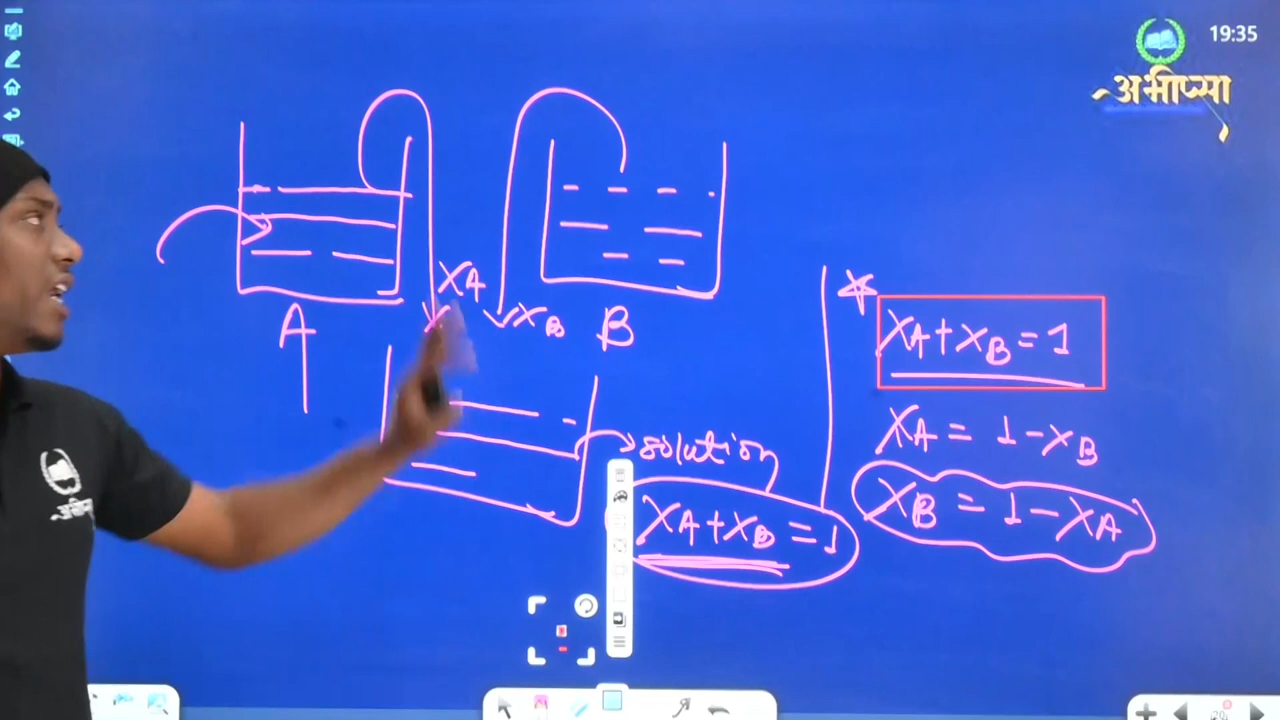 19:35
अभीप्सा
A
XA
XB
B
solution
XA+XB=1
XA+XB=1
XA = 1-XB
XB = 1-XA